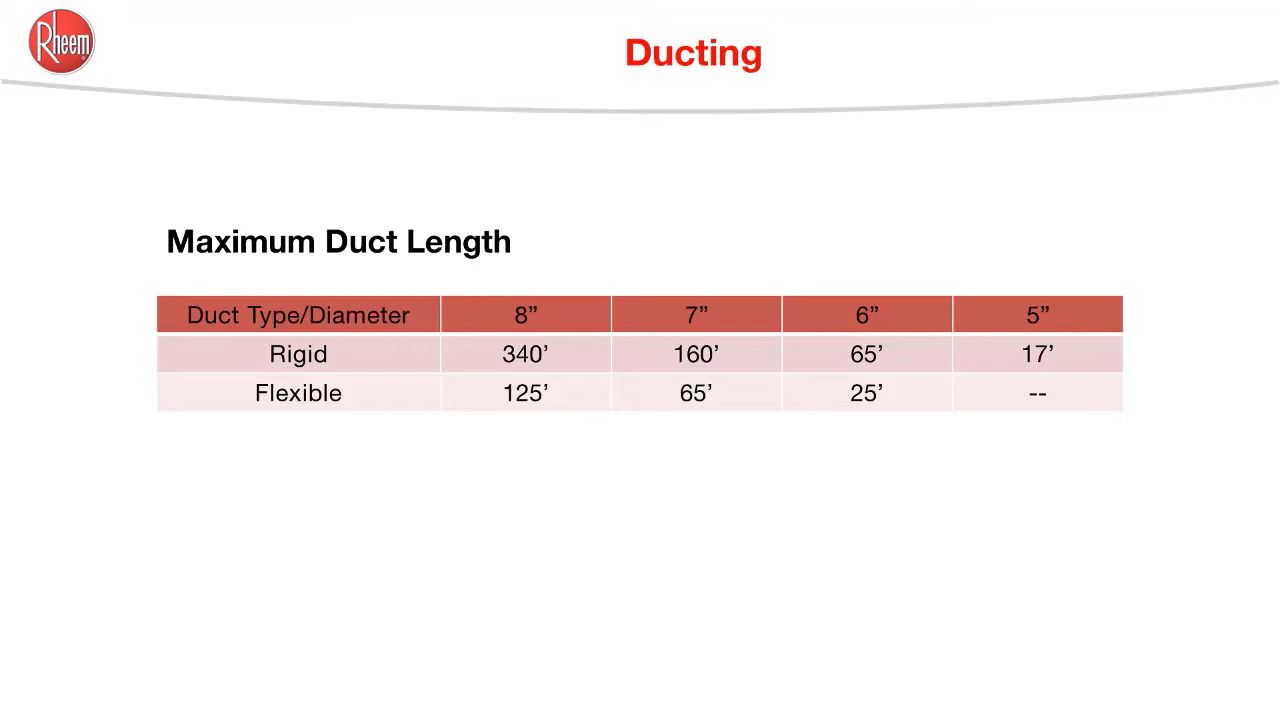 Rheem
Ducting
Maximum Duct Length
Duct Type/Diameter 8” 7” 6” 5”
Rigid 340’ 160’ 65’ 17’
Flexible 125’ 65’ 25’ --